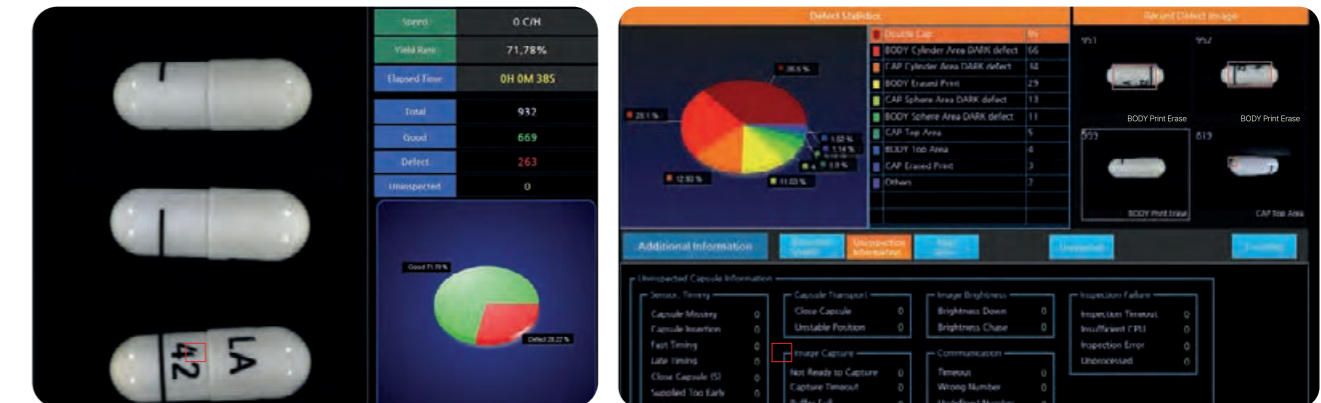 Speed 0 C/H
Yield Rate 71,78%
Elapsed Time 0H 0M 38S
Total 932
Good 669
Defect 263
Uninspected 0
Good 71.78 %
Defect 28.22 %
42
LA
Defect Statistics
Double Cap
BODY Cylinder Area DARK defect 66
CAP Cylinder Area DARK defect 34
BODY Erased Print 29
CAP Sphere Area DARK defect 13
BODY Sphere Area DARK defect 11
CAP Top Area 5
BODY Top Area 4
CAP Erased Print 3
Others 2
12.93 %
11.03 %
1.14 %
Recent Defect Image
951
952
BODY Print Erase
BODY Print Erase
BODY Print Erase
CAP Top Area
Additional Information
Uninspection
Information
Uninspected Capsule Information
Sensor, Timing
Capsule Missing 0
Capsule Insertion 0
Fast Timing 0
Late Timing 0
Close Capsule (S) 0
Supplied Too Early 0
Capsule Transport
Close Capsule 0
Unstable Position 0
Image Capture
Not Ready to Capture 0
Capture Timeout 0
Image Brightness
Brightness Down 0
Brightness Chase 0
Communication
Timeout 0
Wrong Number 0
Undefined Number
Inspection Failure
Inspection Timeout 0
Insufficient CPU 0
Inspection Error 0
Unprocessed 0